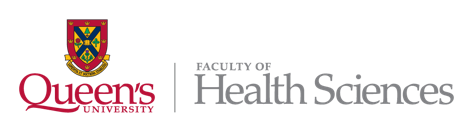 Queen's
UNIVERSITY
FACULTY OF
Health Sciences